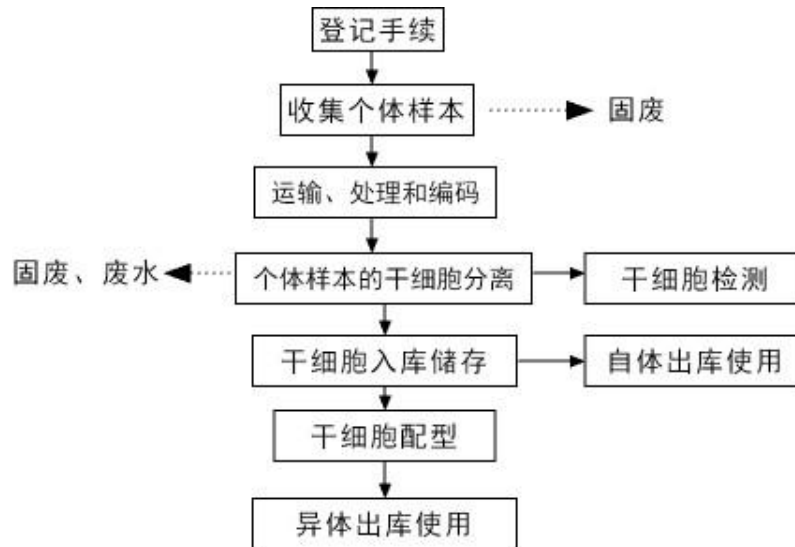 登记手续
收集个体样本
固废
运输、处理和编码
固废、废水
个体样本的干细胞分离
干细胞检测
干细胞入库储存
自体出库使用
干细胞配型
异体出库使用